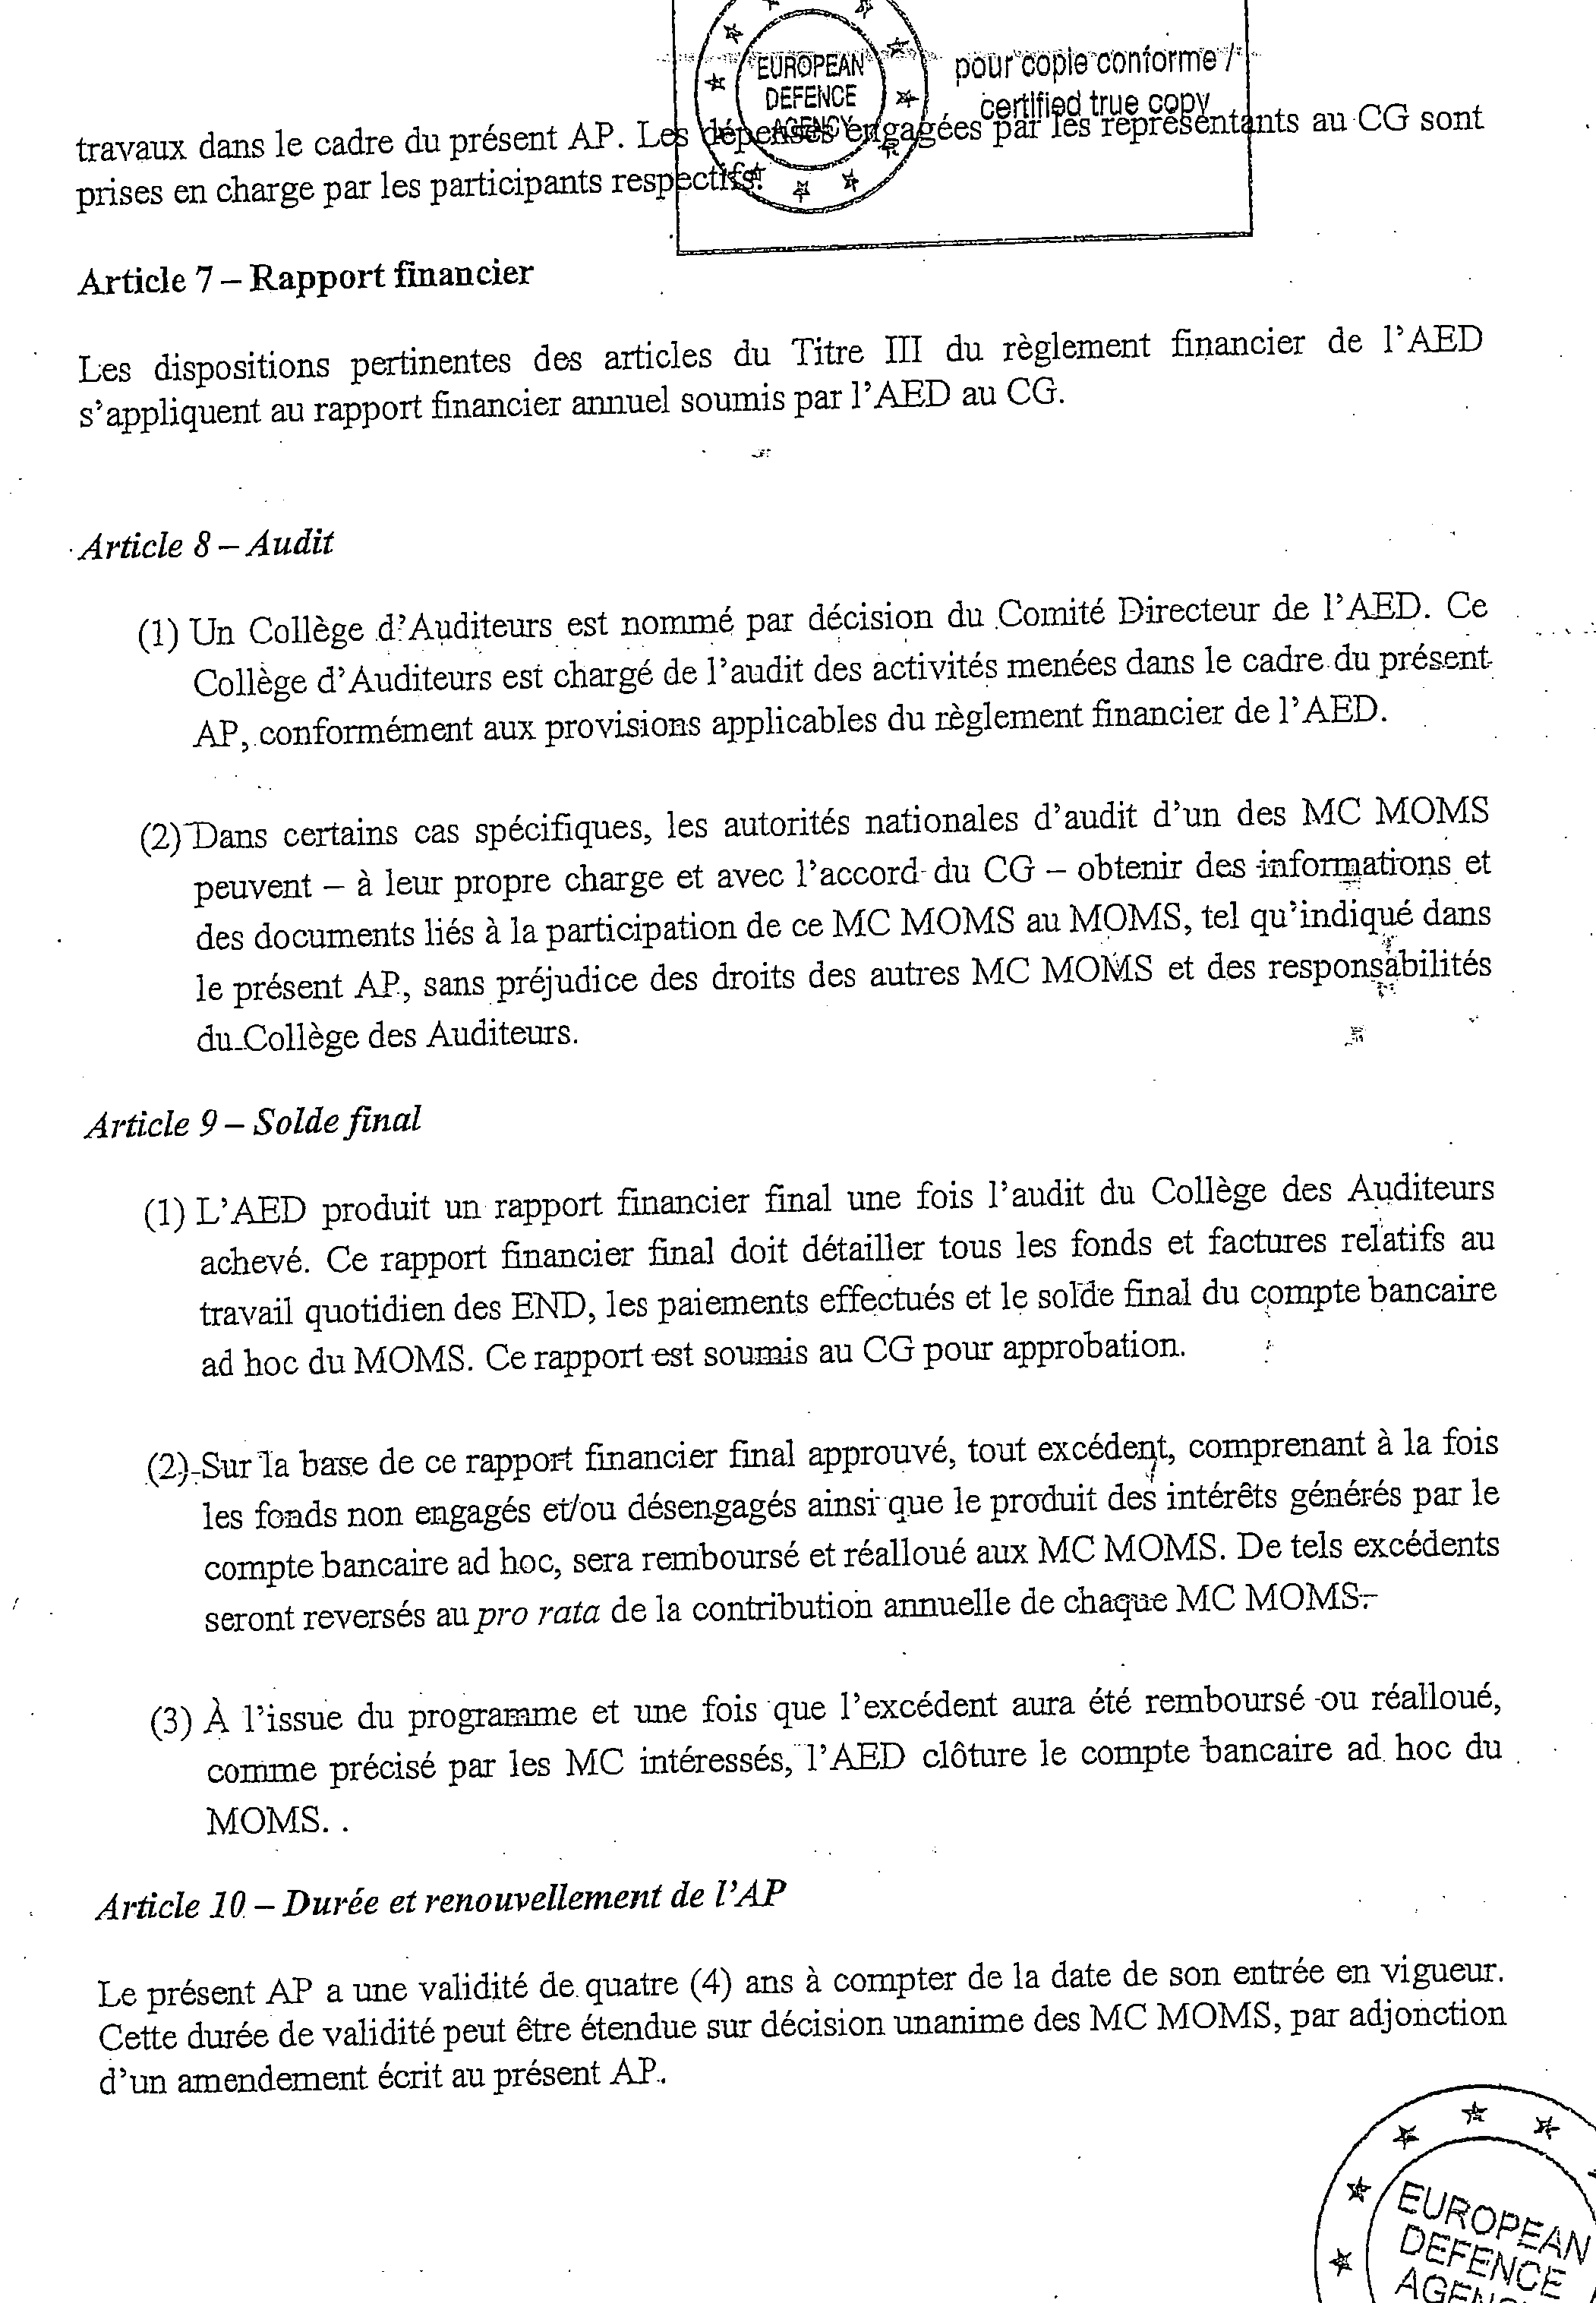 EUROPEAN
DEFENCE
AGENCY
pour copie conforme /
certified true copy
travaux dans le cadre du présent AP. Les dépenses engagées par les représentants au CG sont
prises en charge par les participants respectifs.
Article 7 – Rapport financier
Les dispositions pertinentes des articles du Titre III du règlement financier de l'AED
s'appliquent au rapport financier annuel soumis par l'AED au CG.
Article 8 – Audit
(1) Un Collège d'Auditeurs est nommé par décision du Comité Directeur de l'AED. Ce
Collège d'Auditeurs est chargé de l'audit des activités menées dans le cadre du présent
AP, conformément aux provisions applicables du règlement financier de l'AED.
(2) Dans certains cas spécifiques, les autorités nationales d'audit d'un des MC MOMS
peuvent – à leur propre charge et avec l'accord du CG – obtenir des informations et
des documents liés à la participation de ce MC MOMS au MOMS, tel qu'indiqué dans
le présent AP, sans préjudice des droits des autres MC MOMS et des responsabilités
du Collège des Auditeurs.
Article 9 – Solde final
(1) L'AED produit un rapport financier final une fois l'audit du Collège des Auditeurs
achevé. Ce rapport financier final doit détailler tous les fonds et factures relatifs au
travail quotidien des END, les paiements effectués et le solde final du compte bancaire
ad hoc du MOMS. Ce rapport est soumis au CG pour approbation.
(2) Sur la base de ce rapport financier final approuvé, tout excédent, comprenant à la fois
les fonds non engagés et/ou désengagés ainsi que le produit des intérêts générés par le
compte bancaire ad hoc, sera remboursé et réalloué aux MC MOMS. De tels excédents
seront reversés au pro rata de la contribution annuelle de chaque MC MOMS.
(3) À l'issue du programme et une fois que l'excédent aura été remboursé ou réalloué,
comme précisé par les MC intéressés, l'AED clôture le compte bancaire ad hoc du
MOMS. .
Article 10 – Durée et renouvellement de l'AP
Le présent AP a une validité de quatre (4) ans à compter de la date de son entrée en vigueur.
Cette durée de validité peut être étendue sur décision unanime des MC MOMS, par adjonction
d'un amendement écrit au présent AP.
EUROPEAN
DEFENCE